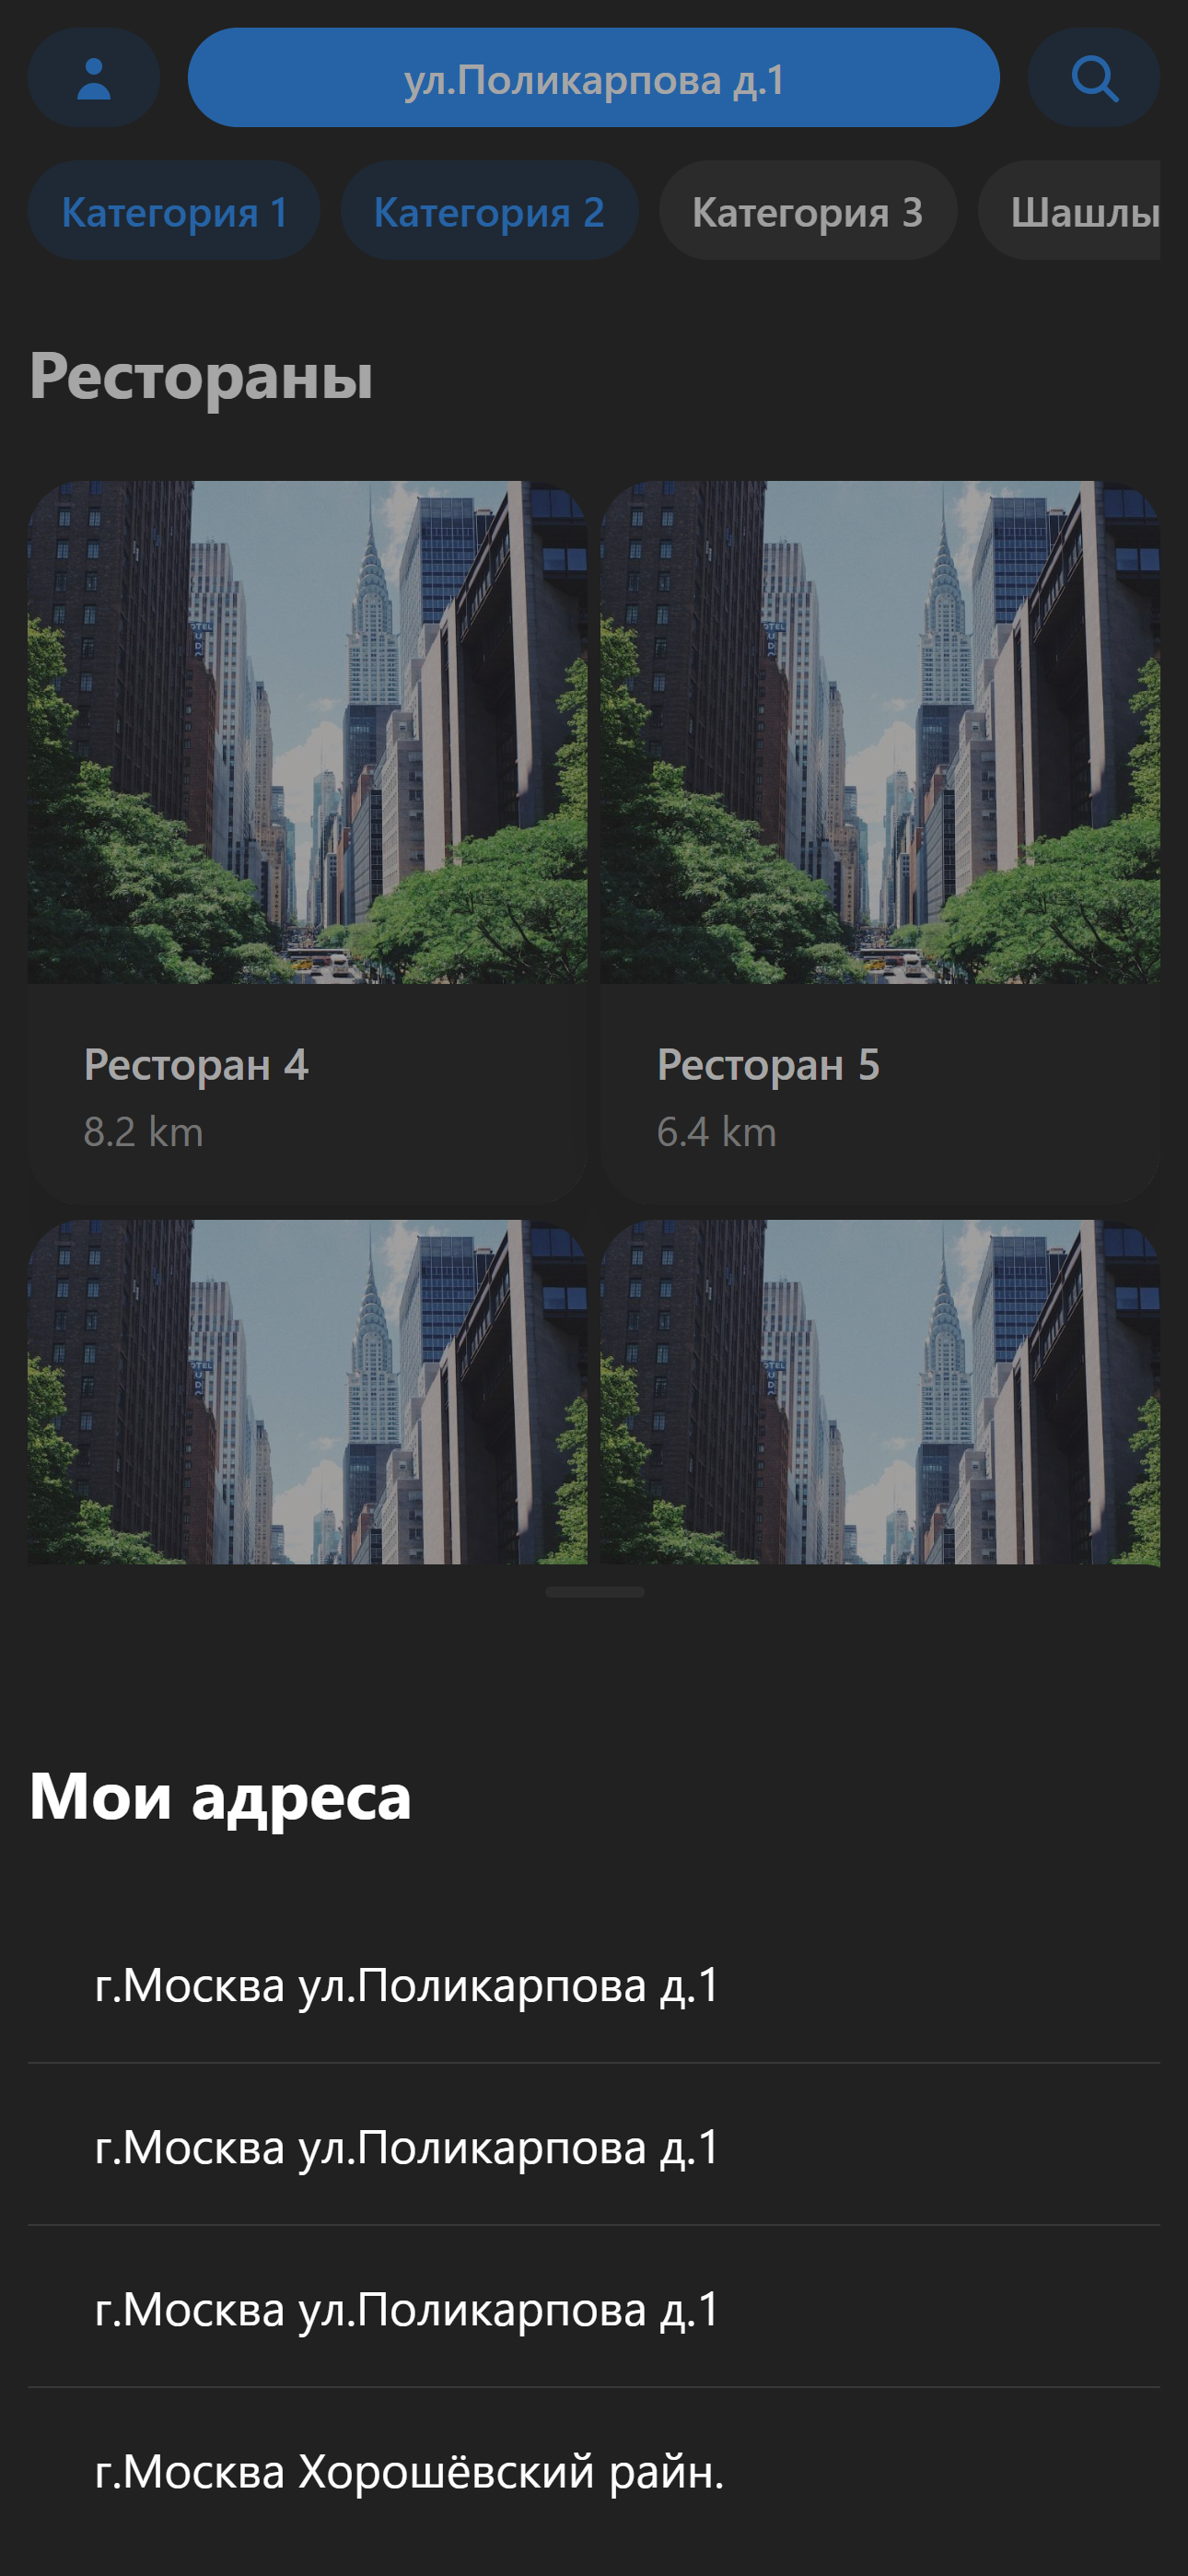 ул.Поликарпова д.1
Категория 1
Категория 2
Категория 3
Шашлы
Рестораны
Ресторан 4
8.2 km
Ресторан 5
6.4 km
Мои адреса
г.Москва ул.Поликарпова д.1
г.Москва ул.Поликарпова д.1
г.Москва ул.Поликарпова д.1
г.Москва Хорошёвский райн.